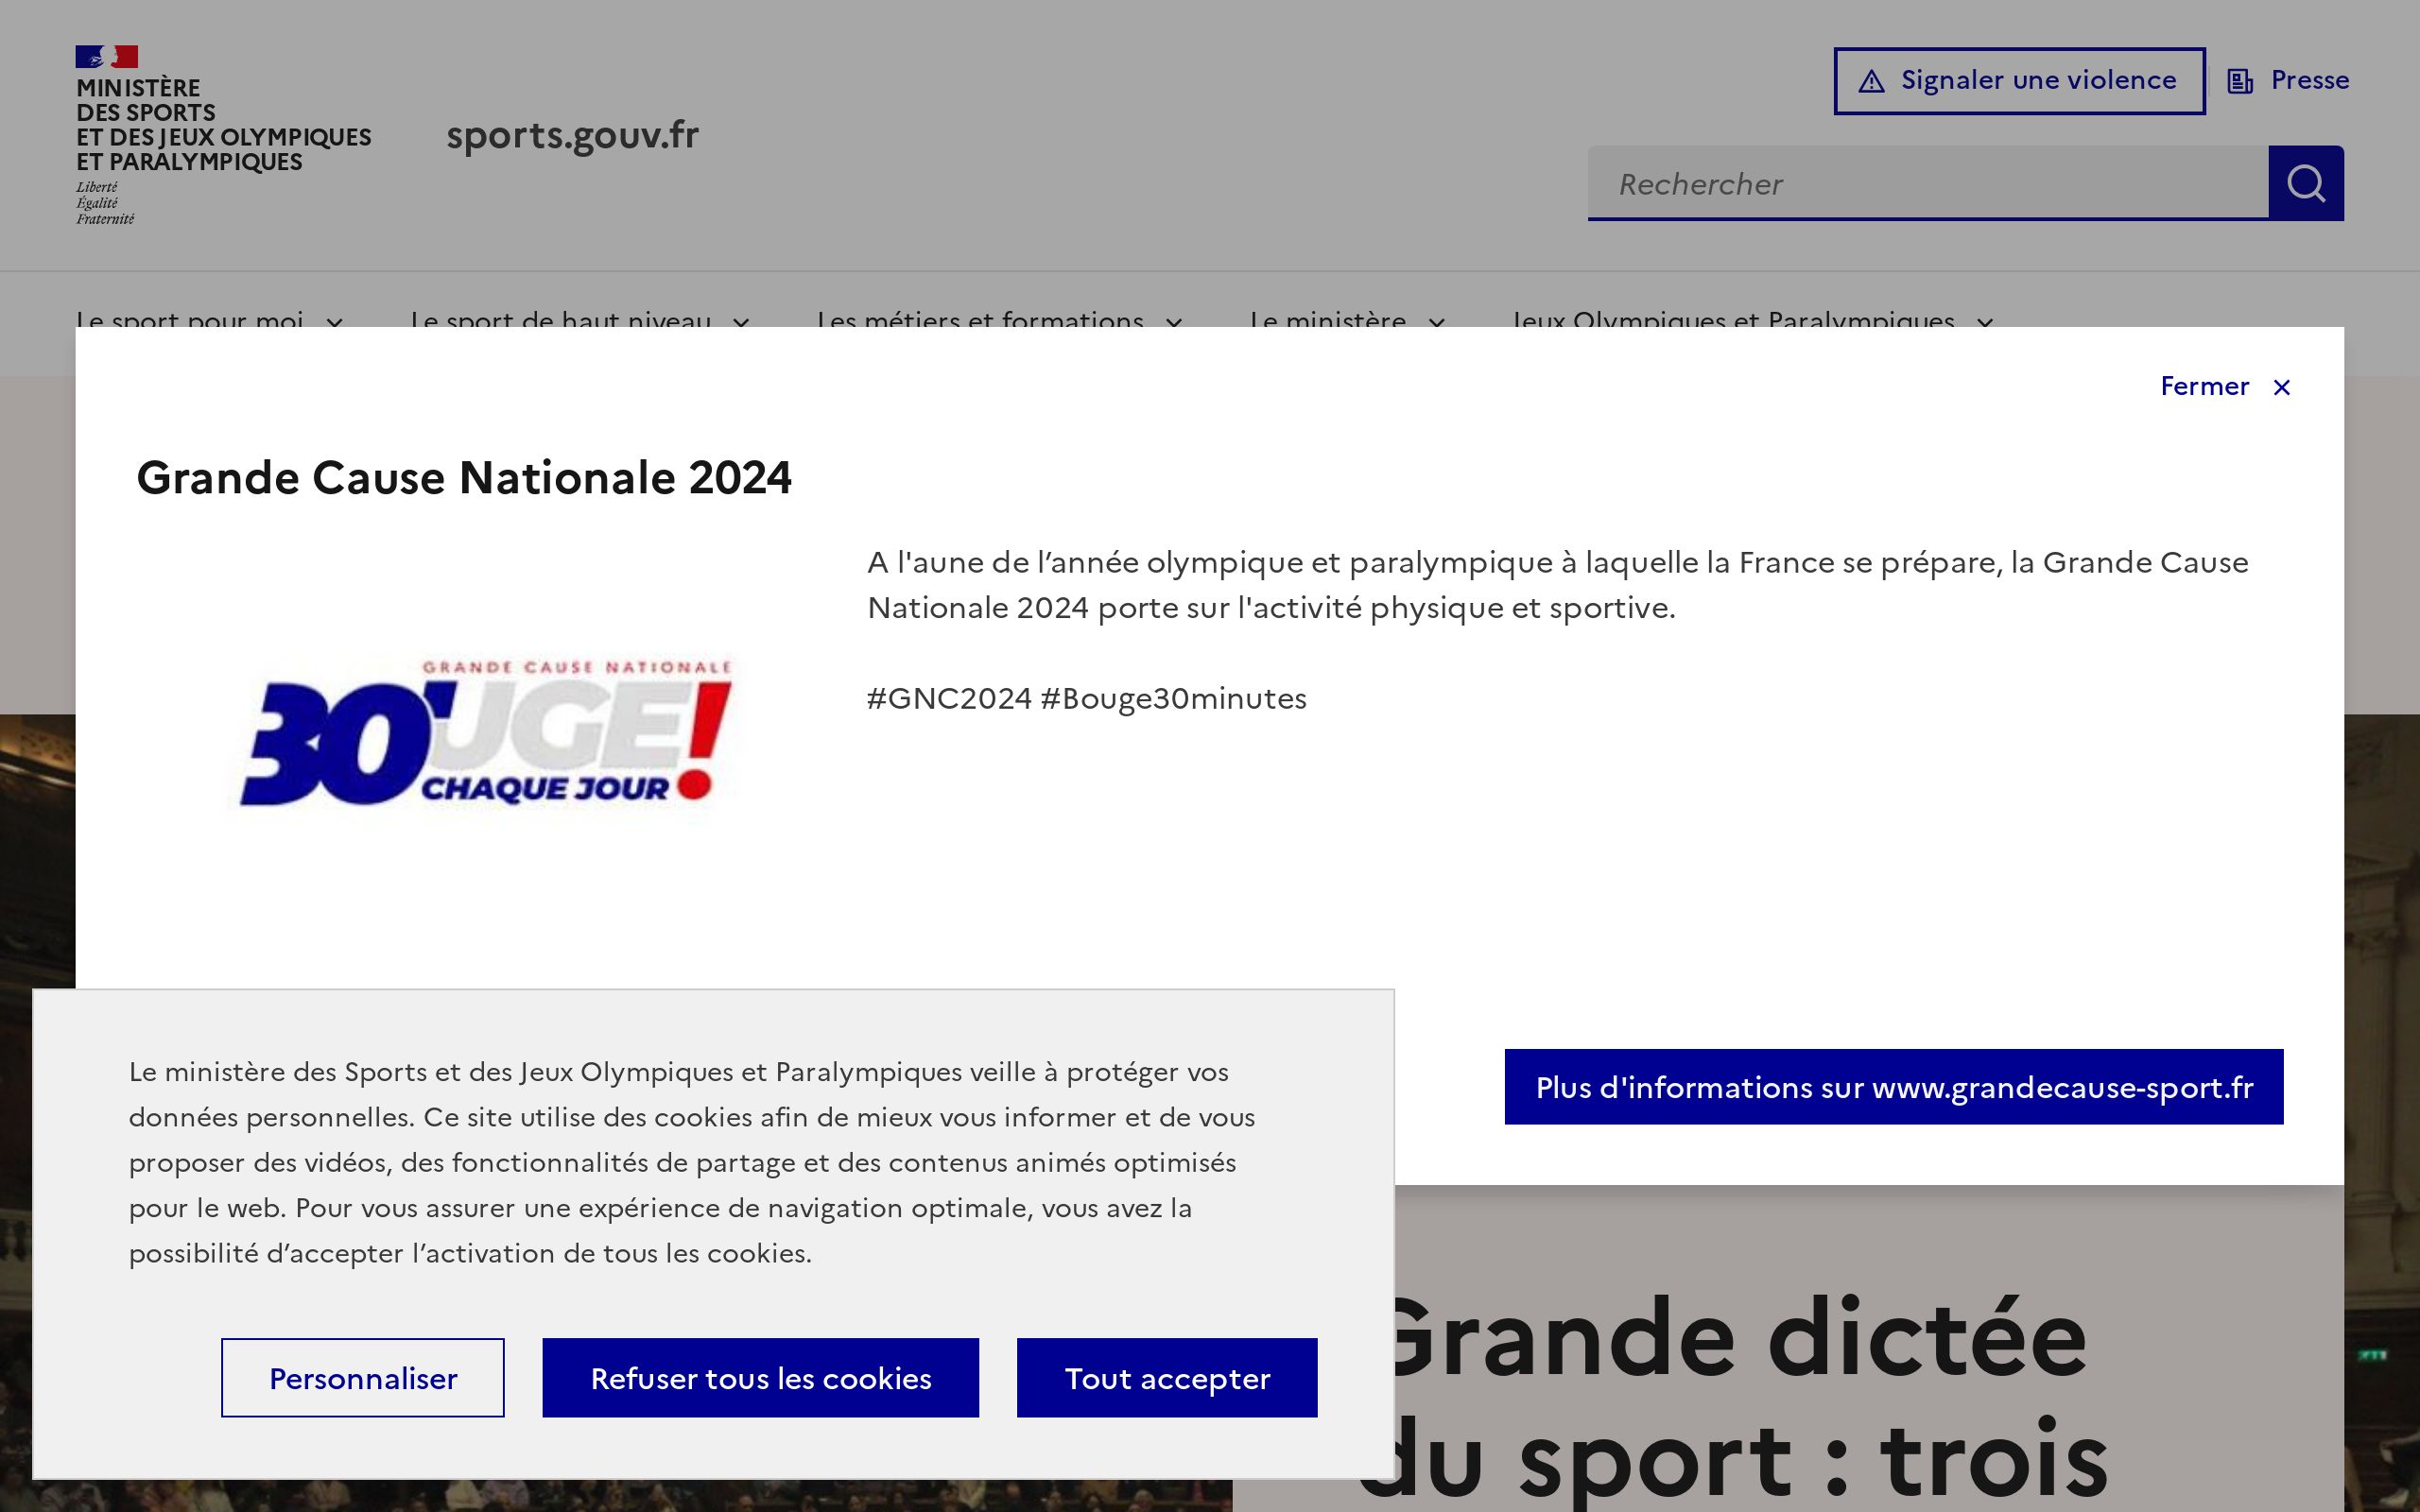 MINISTÈRE
DES SPORTS
ET DES JEUX OLYMPIQUES
ET PARALYMPIQUES
Liberté
Égalité
Fraternité
sports.gouv.fr
Signaler une violence
Presse
Rechercher
Le sport pour moi
Le sport de haut niveau
Les métiers et formations
Le ministère
Jeux Olympiques et Paralympiques
Fermer
Grande Cause Nationale 2024
A l'aune de l’année olympique et paralympique à laquelle la France se prépare, la Grande Cause
Nationale 2024 porte sur l'activité physique et sportive.
#GNC2024 #Bouge30minutes
GRANDE CAUSE NATIONALE
30'UGE!
CHAQUE JOUR
Plus d'informations sur www.grandecause-sport.fr
Le ministère des Sports et des Jeux Olympiques et Paralympiques veille à protéger vos
données personnelles. Ce site utilise des cookies afin de mieux vous informer et de vous
proposer des vidéos, des fonctionnalités de partage et des contenus animés optimisés
pour le web. Pour vous assurer une expérience de navigation optimale, vous avez la
possibilité d’accepter l’activation de tous les cookies.
Personnaliser
Refuser tous les cookies
Tout accepter
Grande dictée
du sport : trois